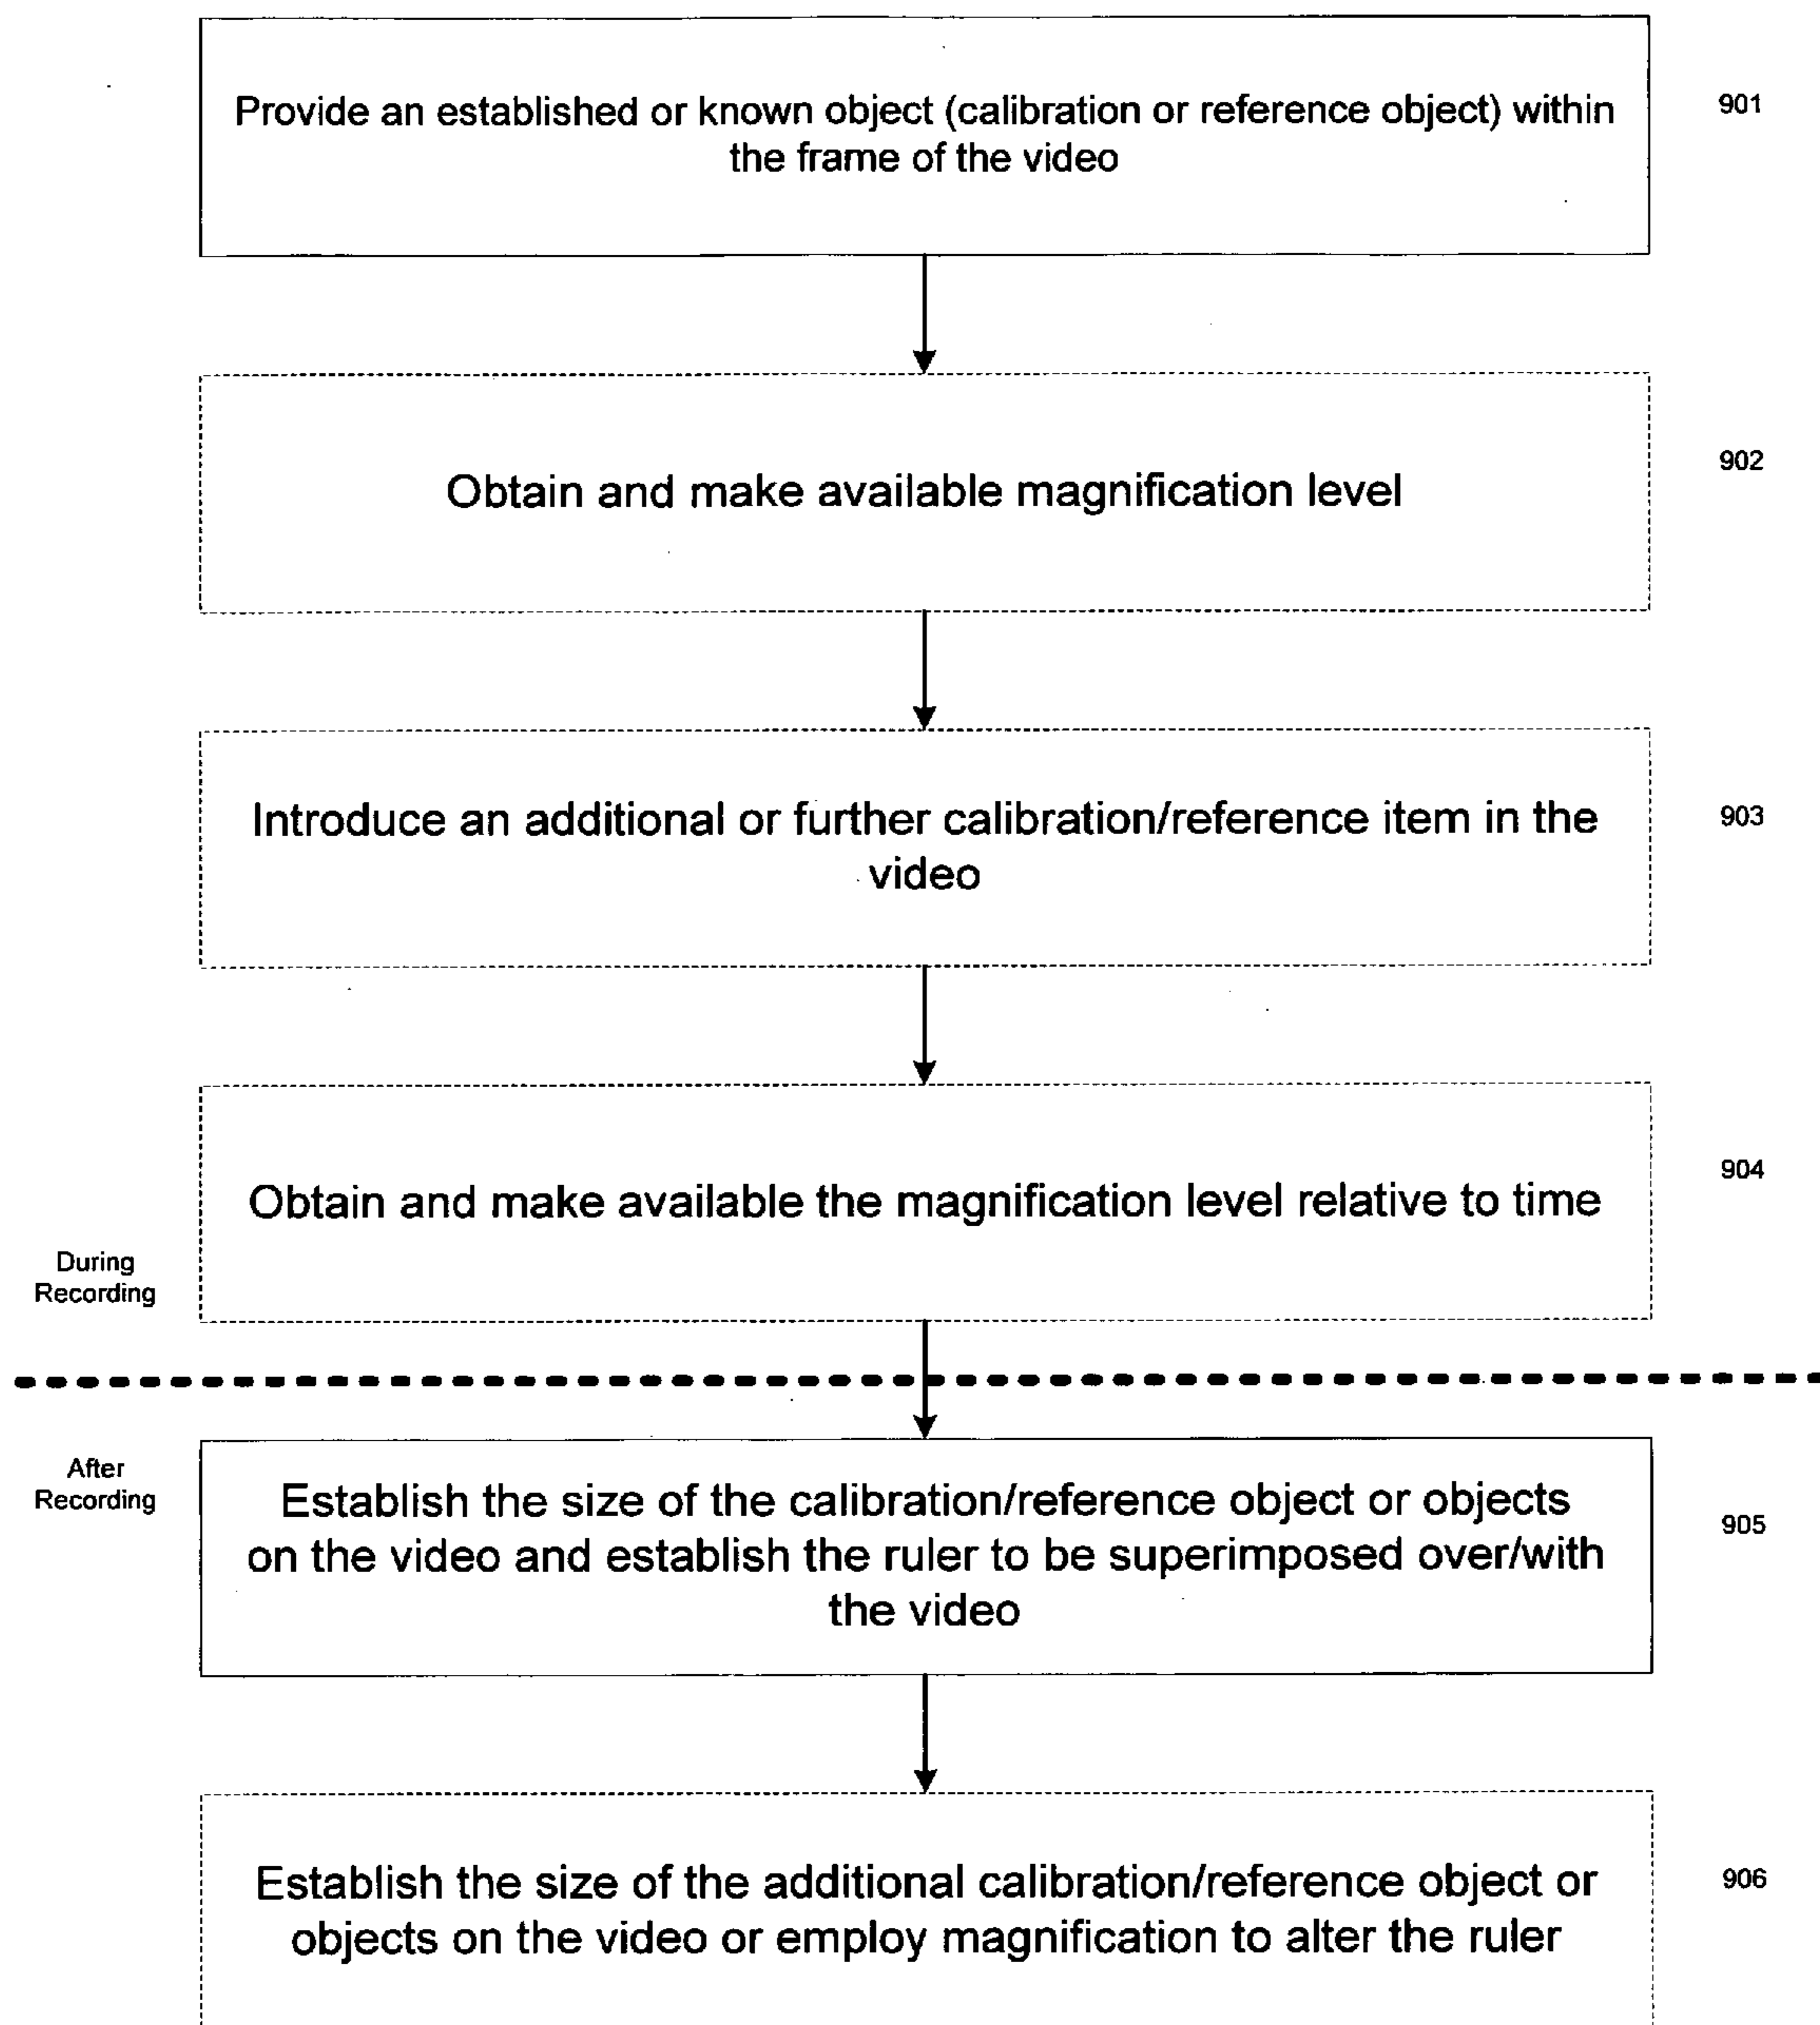 Provide an established or known object (calibration or reference object) within
the frame of the video
901
Obtain and make available magnification level
902
Introduce an additional or further calibration/reference item in the
video
903
Obtain and make available the magnification level relative to time
904
During
Recording
After
Recording
Establish the size of the calibration/reference object or objects
on the video and establish the ruler to be superimposed over/with
the video
905
Establish the size of the additional calibration/reference object or
objects on the video or employ magnification to alter the ruler
906